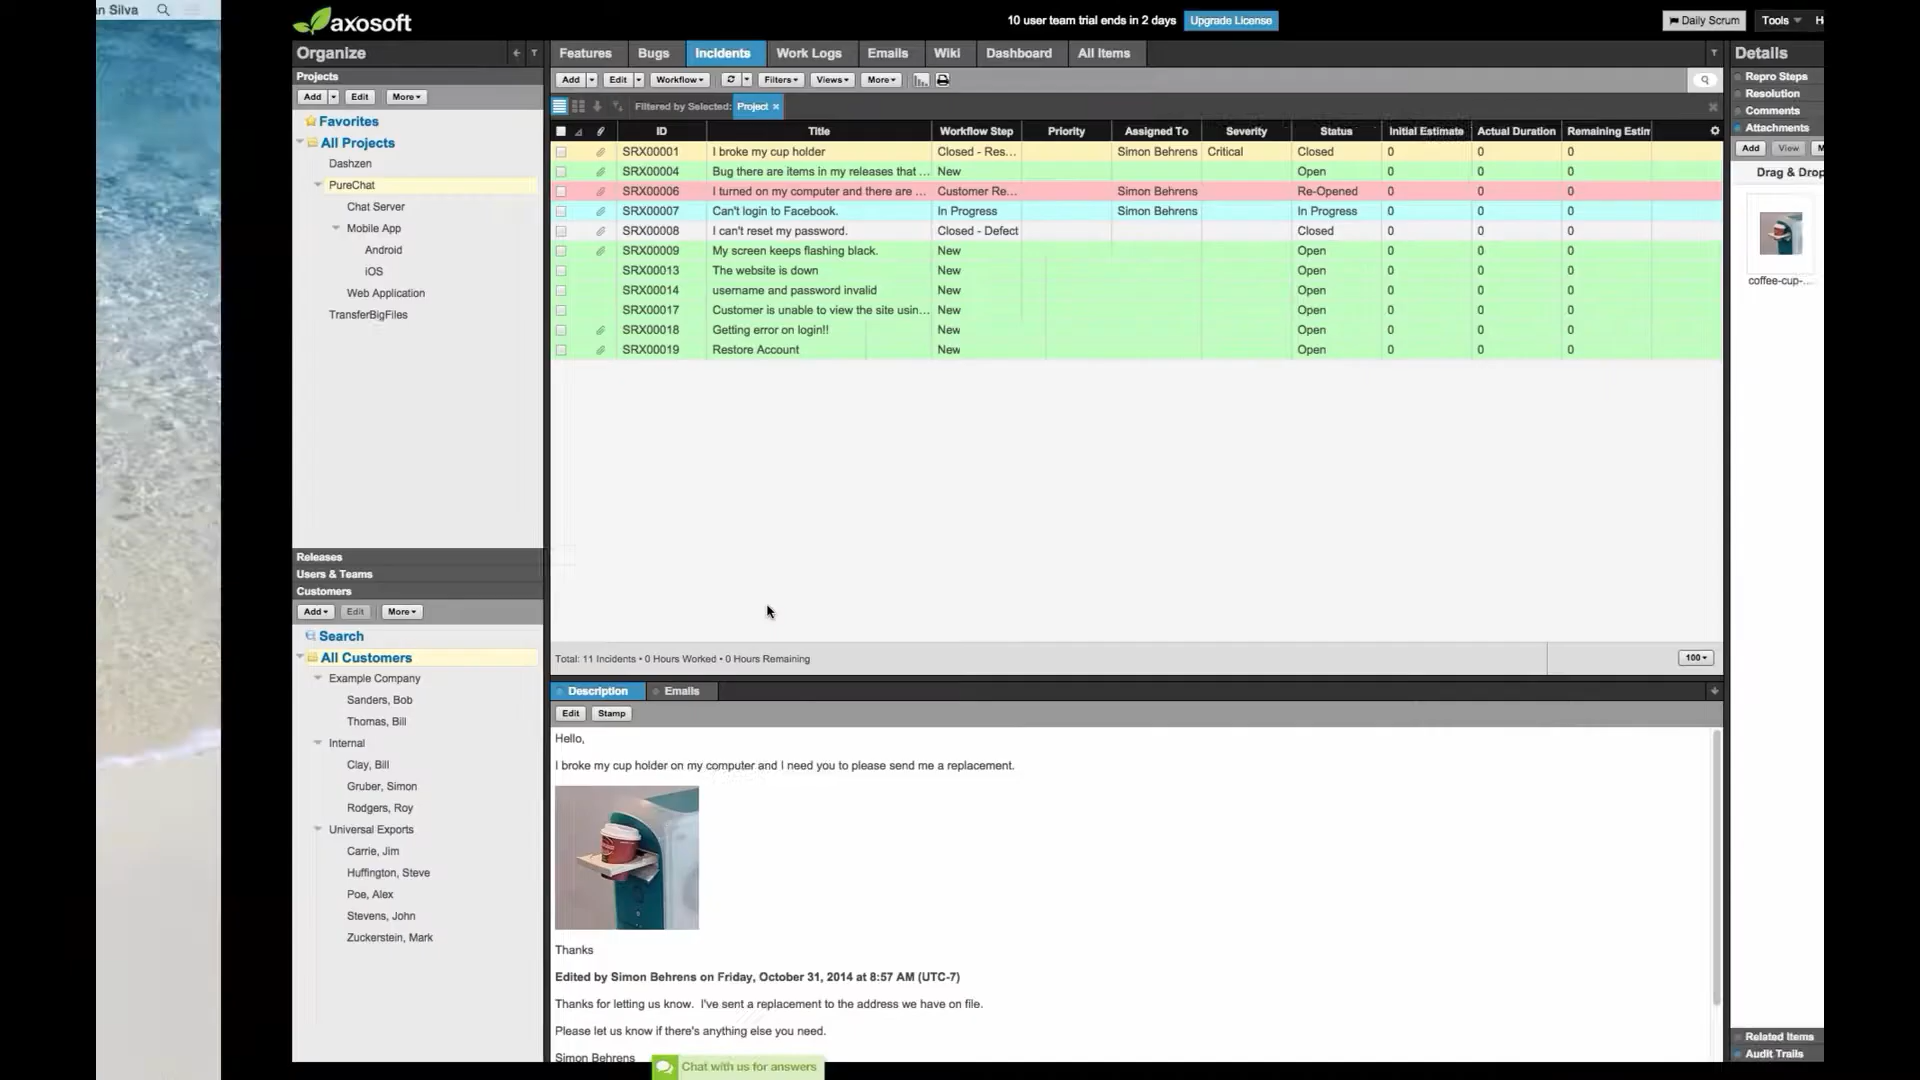 n Silva
axosoft
10 user team trial ends in 2 days
Upgrade License
Daily Scrum
Tools
Organize
Features
Bugs
Incidents
Work Logs
Emails
Wiki
Dashboard
All Items
Details
Projects
Add
Edit
More
Favorites
All Projects
Dashzen
PureChat
Chat Server
Mobile App
Android
iOS
Web Application
TransferBigFiles
Releases
Users & Teams
Customers
Add
Edit
More
Search
All Customers
Example Company
Sanders, Bob
Thomas, Bill
Internal
Clay, Bill
Gruber, Simon
Rodgers, Roy
Universal Exports
Carrie, Jim
Huffington, Steve
Poe, Alex
Stevens, John
Zuckerstein, Mark
Add
Edit
Workflow
Filters
Views
More
Filtered by Selected: Project x
ID Title Workflow Step Priority Assigned To Severity Status Initial Estimate Actual Duration Remaining Estim
SRX00001 I broke my cup holder Closed - Res... Simon Behrens Critical Closed 0 0 0
SRX00004 Bug there are items in my releases that ... New Open 0 0 0
SRX00006 I turned on my computer and there are ... Customer Re... Simon Behrens Re-Opened 0 0 0
SRX00007 Can't login to Facebook. In Progress Simon Behrens In Progress 0 0 0
SRX00008 I can't reset my password. Closed - Defect Closed 0 0 0
SRX00009 My screen keeps flashing black. New Open 0 0 0
SRX00013 The website is down New Open 0 0 0
SRX00014 username and password invalid New Open 0 0 0
SRX00017 Customer is unable to view the site usin... New Open 0 0 0
SRX00018 Getting error on login!! New Open 0 0 0
SRX00019 Restore Account New Open 0 0 0
Total: 11 Incidents • 0 Hours Worked • 0 Hours Remaining
100
Description
Emails
Edit
Stamp
Hello,
I broke my cup holder on my computer and I need you to please send me a replacement.
Thanks
Edited by Simon Behrens on Friday, October 31, 2014 at 8:57 AM (UTC-7)
Thanks for letting us know. I've sent a replacement to the address we have on file.
Please let us know if there's anything else you need.
Simon Behrens
Chat with us for answers
Repro Steps
Resolution
Comments
Attachments
Add
View
M
Drag & Drop
coffee-cup-...
Related Items
Audit Trails